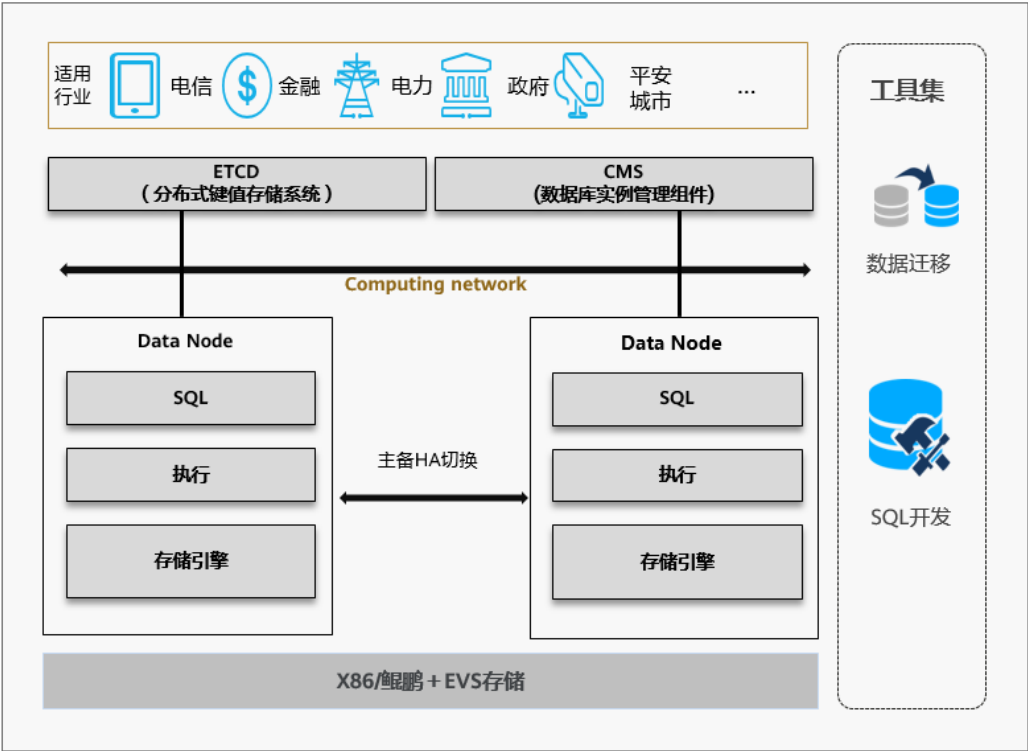 适用
行业
电信
金融
电力
政府
平安
城市
...
工具集
ETCD
(分布式键值存储系统)
CMS
(数据库实例管理组件)
数据迁移
Computing network
Data Node
SQL
执行
存储引擎
主备HA切换
Data Node
SQL
执行
存储引擎
SQL开发
X86/鲲鹏+EVS存储